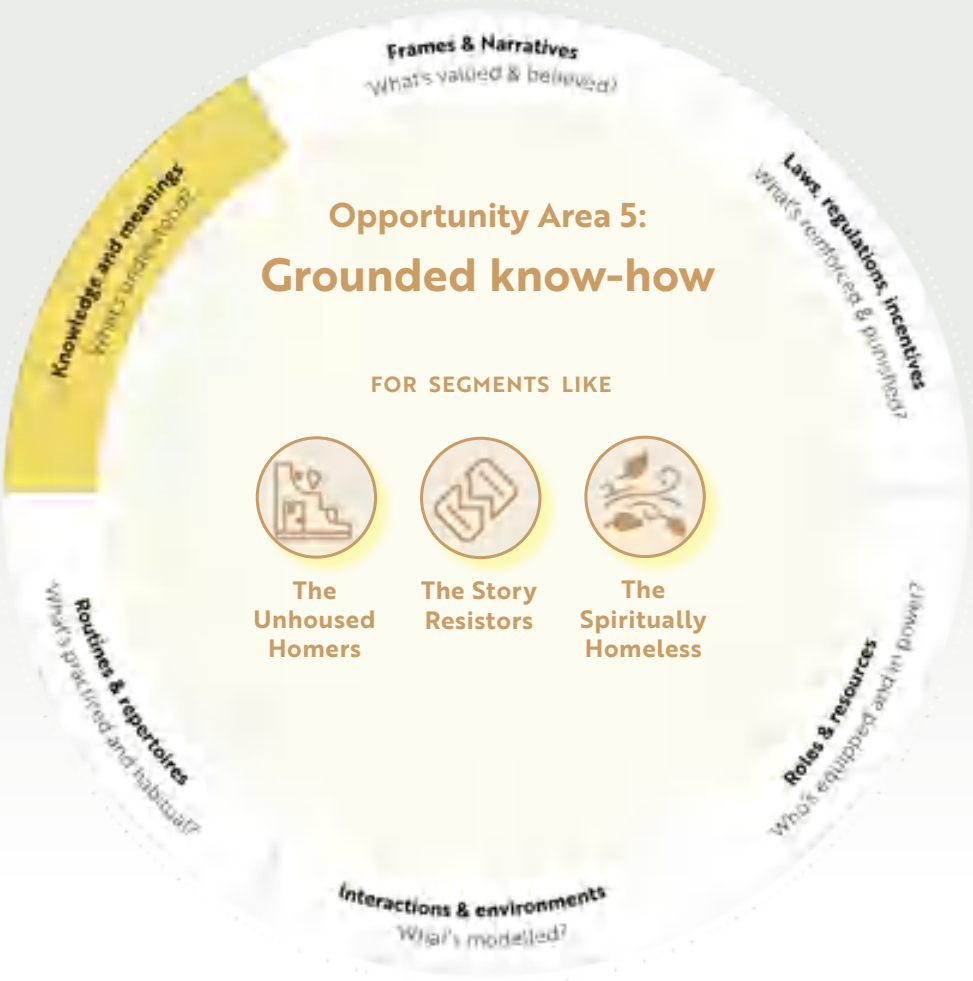 Frames & Narratives
What's valued & believed?
Laws, regulations, incentives
What's reinforced & punished?
Knowledge and meanings
What's understood?
Opportunity Area 5:
Grounded know-how
FOR SEGMENTS LIKE
The
Unhoused
Homers
The Story
Resistors
The
Spiritually
Homeless
Routines & repertoires
What's practiced and habitual?
Roles & resources
Who's equipped and in power?
Interactions & environments
What's modelled?